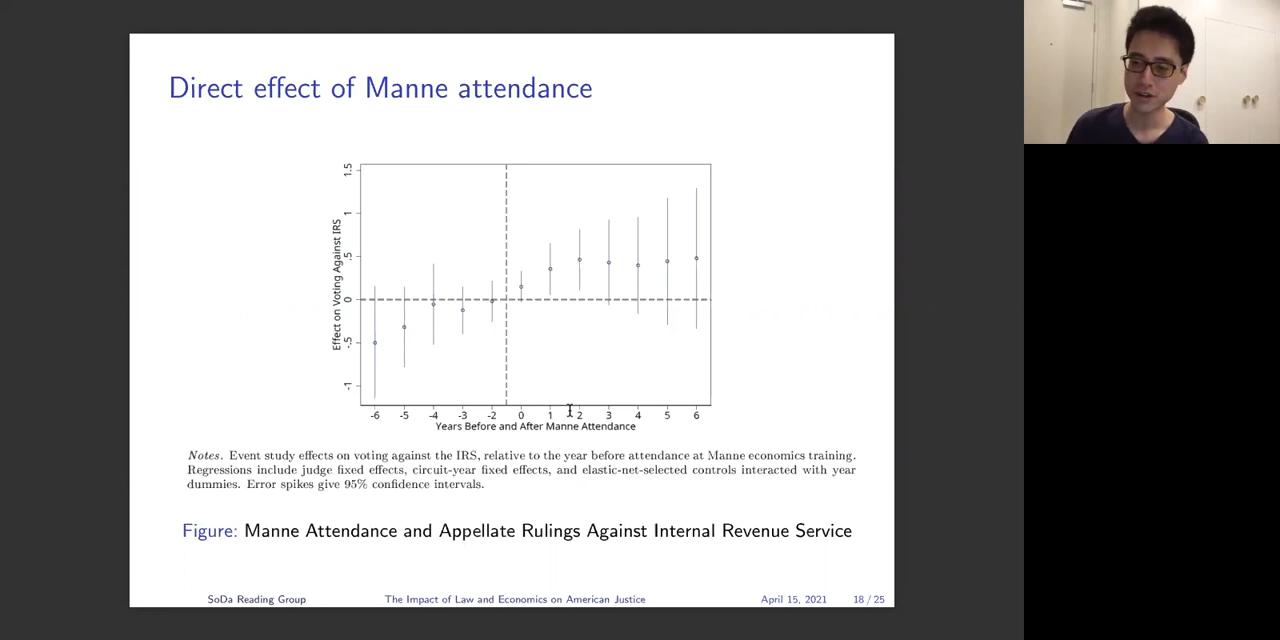 Direct effect of Manne attendance
Effect on Voting Against IRS
1.5
1
.5
0
-.5
-1
-6 -5 -4 -3 -2 0 1 2 3 4 5 6
Years Before and After Manne Attendance
Notes. Event study effects on voting against the IRS, relative to the year before attendance at Manne economics training.
Regressions include judge fixed effects, circuit-year fixed effects, and elastic-net-selected controls interacted with year
dummies. Error spikes give 95% confidence intervals.
Figure: Manne Attendance and Appellate Rulings Against Internal Revenue Service
SoDa Reading Group The Impact of Law and Economics on American Justice April 15, 2021 18 / 25